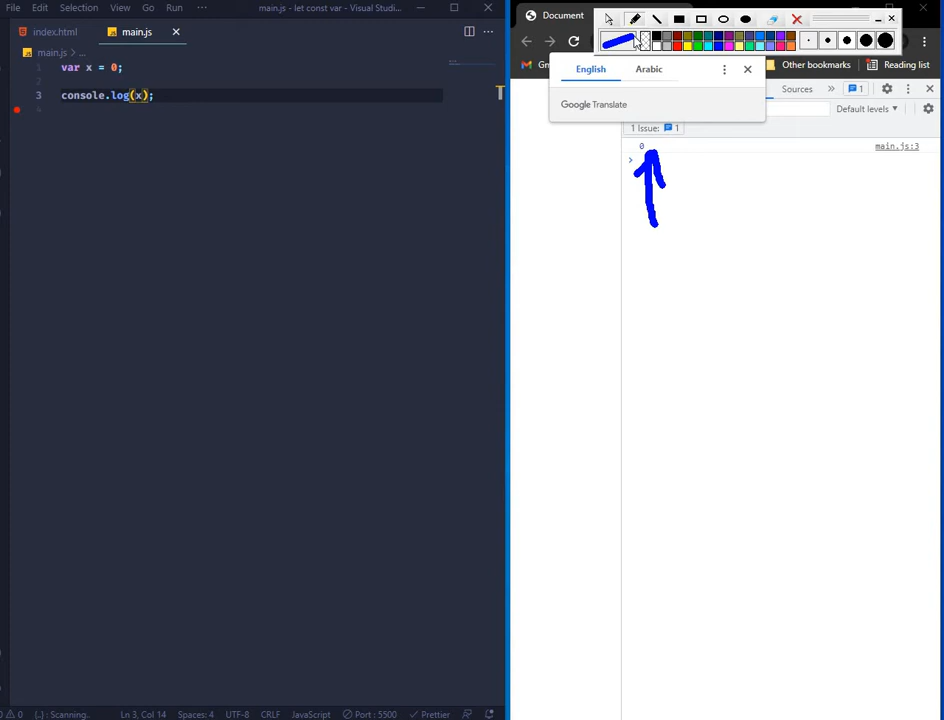 File Edit Selection View Go Run ··· main.js - let const var - Visual Studi...
index.html main.js
main.js > ...
1 var x = 0;
2
3 console.log(x);
4
{..} : Scanning.. Ln 3, Col 14 Spaces: 4 UTF-8 CRLF JavaScript Port : 5500 Prettier
0 0
Document
Other bookmarks Reading list
English Arabic
Google Translate
Sources » 1
Default levels
1 Issue: 1
0 main.js:3